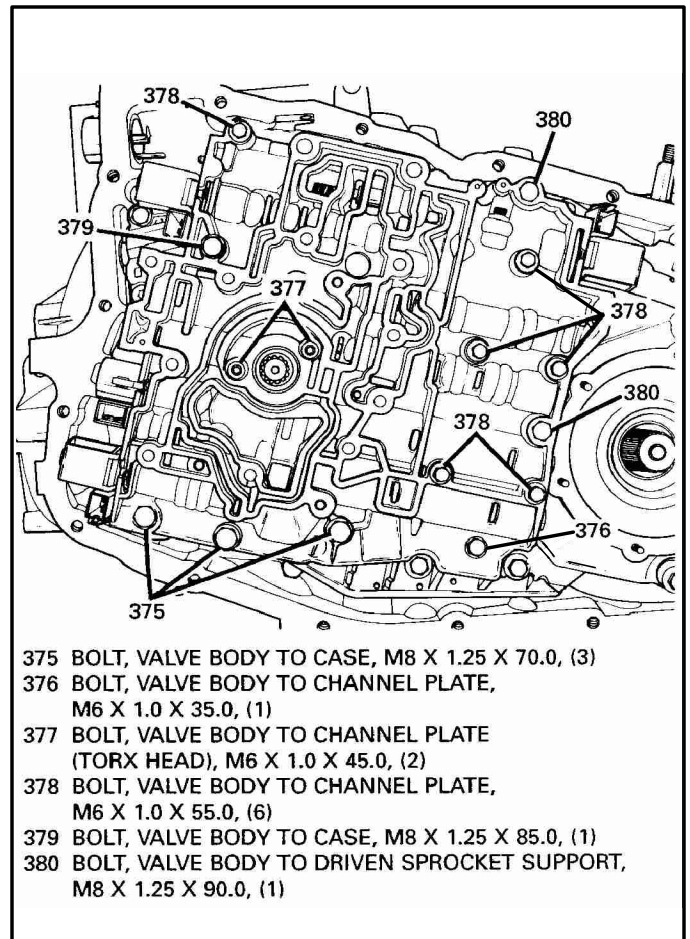 378
380
379
377
378
380
378
376
375
375 BOLT, VALVE BODY TO CASE, M8 X 1.25 X 70.0, (3)
376 BOLT, VALVE BODY TO CHANNEL PLATE,
M6 X 1.0 X 35.0, (1)
377 BOLT, VALVE BODY TO CHANNEL PLATE
(TORX HEAD), M6 X 1.0 X 45.0, (2)
378 BOLT, VALVE BODY TO CHANNEL PLATE,
M6 X 1.0 X 55.0, (6)
379 BOLT, VALVE BODY TO CASE, M8 X 1.25 X 85.0, (1)
380 BOLT, VALVE BODY TO DRIVEN SPROCKET SUPPORT,
M8 X 1.25 X 90.0, (1)